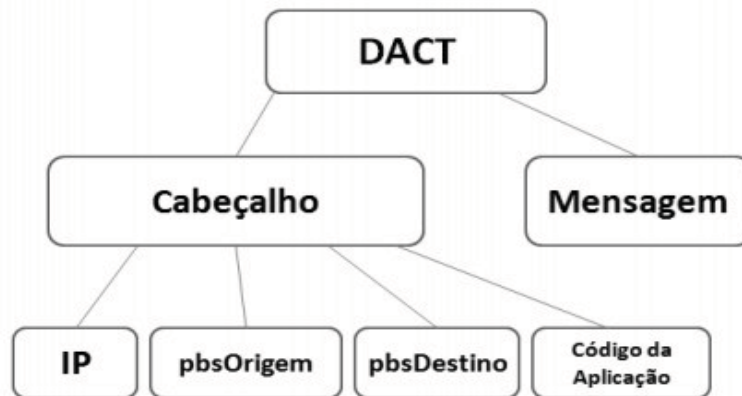 DACT
Cabeçalho
Mensagem
IP
pbsOrigem
pbsDestino
Código da
Aplicação